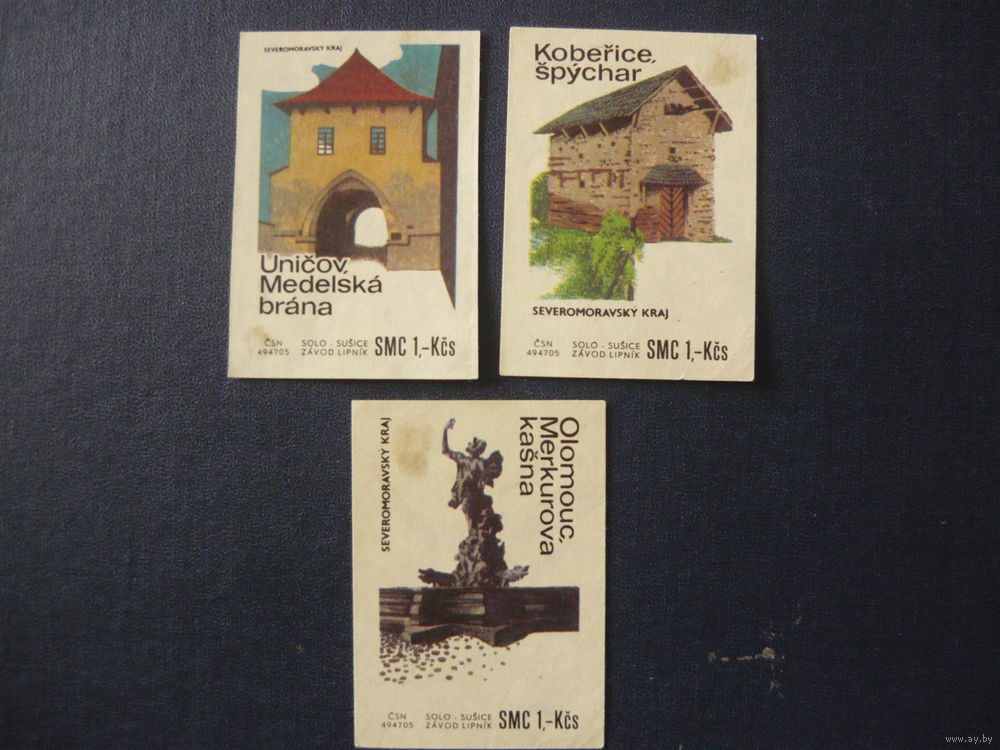 SEVEROMORAVSKÝ KRAJ
Uničov,
Medelská
brána
ČSN
494705
SOLO - SUŠICE
ZÁVOD LIPNÍK
SMC 1,-Kčs
Kobeřice,
špýchar
SEVEROMORAVSKÝ KRAJ
ČSN
494705
SOLO - SUŠICE
ZÁVOD LIPNÍK
SMC 1,-Kčs
SEVEROMORAVSKÝ KRAJ
Olomouc,
Merkurova
kašna
ČSN
494705
SOLO - SUŠICE
ZÁVOD LIPNÍK
SMC 1,-Kčs
www.ay.by